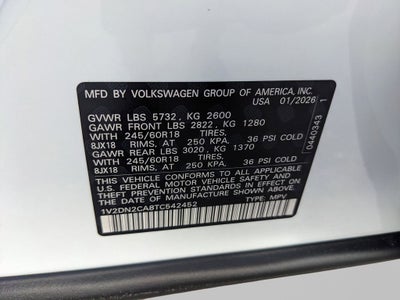 MFD BY VOLKSWAGEN GROUP OF AMERICA, INC.
USA 01/2026
GVWR LBS 5732, KG 2600
GAWR FRONT LBS 2822, KG 1280
WITH 245/60R18 TIRES,
8JX18 RIMS, AT 250 KPA, 36 PSI COLD
GAWR REAR LBS 3020, KG 1370
WITH 245/60R18 TIRES,
8JX18 RIMS, AT 250 KPA, 36 PSI COLD
THIS VEHICLE CONFORMS TO ALL APPLICABLE
FEDERAL MOTOR VEHICLE SAFETY, BUMPER,
AND THEFT PREVENTION STANDARDS IN EFFECT ON THE
DATE OF MANUFACTURE SHOWN ABOVE.
1V2DN2CA8TC542452 TYPE: MPV
0440343 1